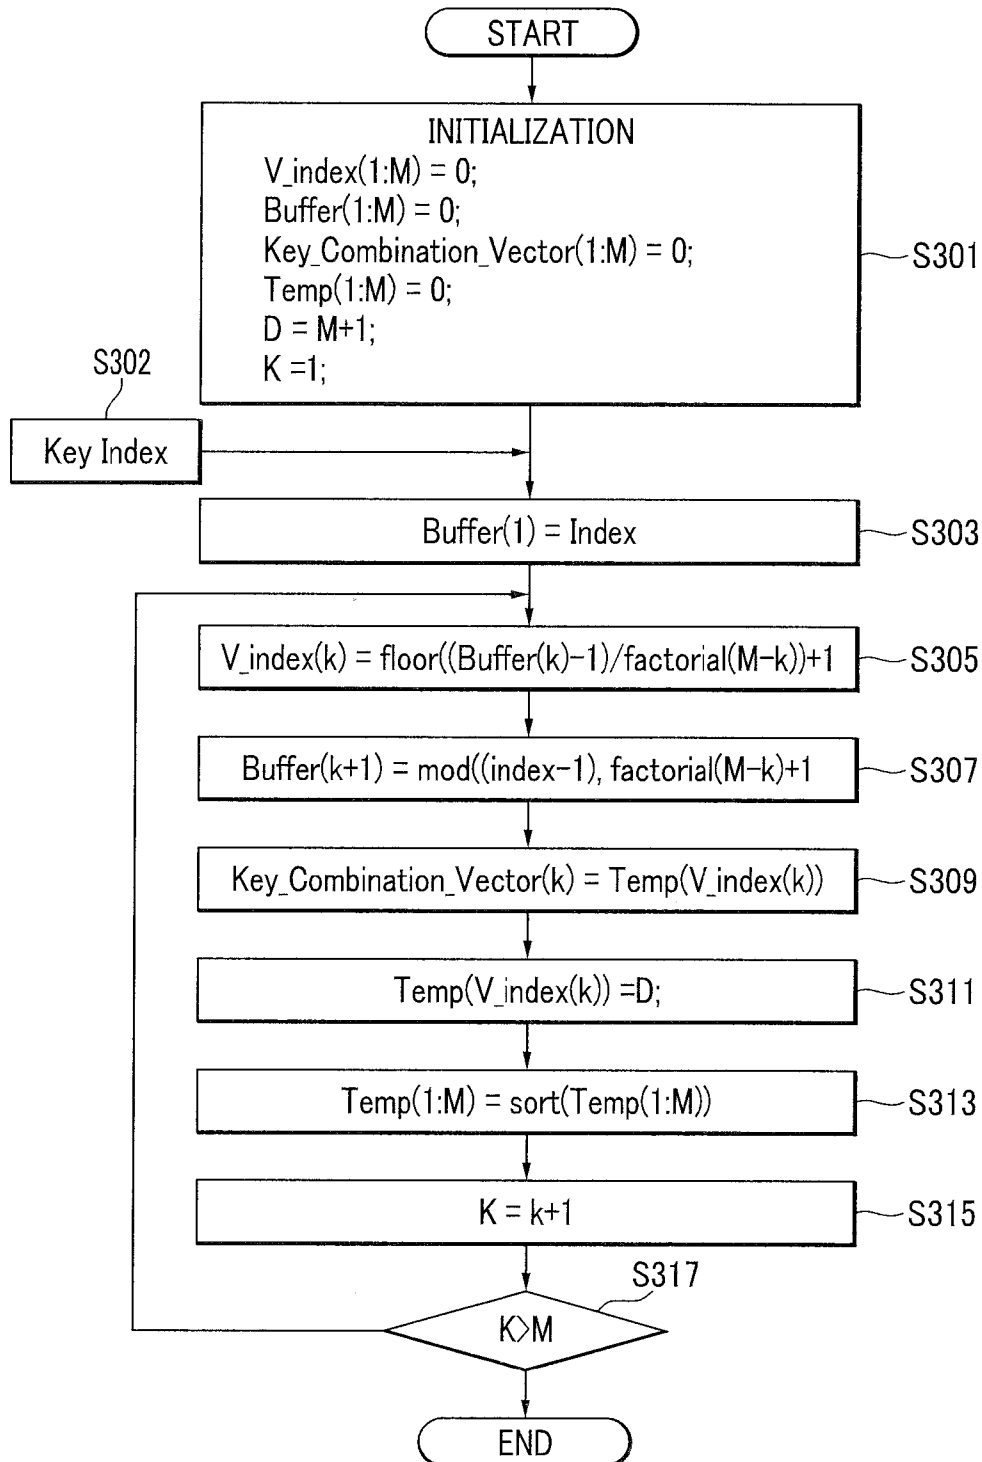 START
INITIALIZATION
V_index(1:M) = 0;
Buffer(1:M) = 0;
Key_Combination_Vector(1:M) = 0;
Temp(1:M) = 0;
D = M+1;
K =1;
S301
S302
Key Index
Buffer(1) = Index
S303
V_index(k) = floor((Buffer(k)-1)/factorial(M-k))+1
S305
Buffer(k+1) = mod((index-1), factorial(M-k)+1
S307
Key_Combination_Vector(k) = Temp(V_index(k))
S309
Temp(V_index(k)) =D;
S311
Temp(1:M) = sort(Temp(1:M))
S313
K = k+1
S315
S317
K>M
END